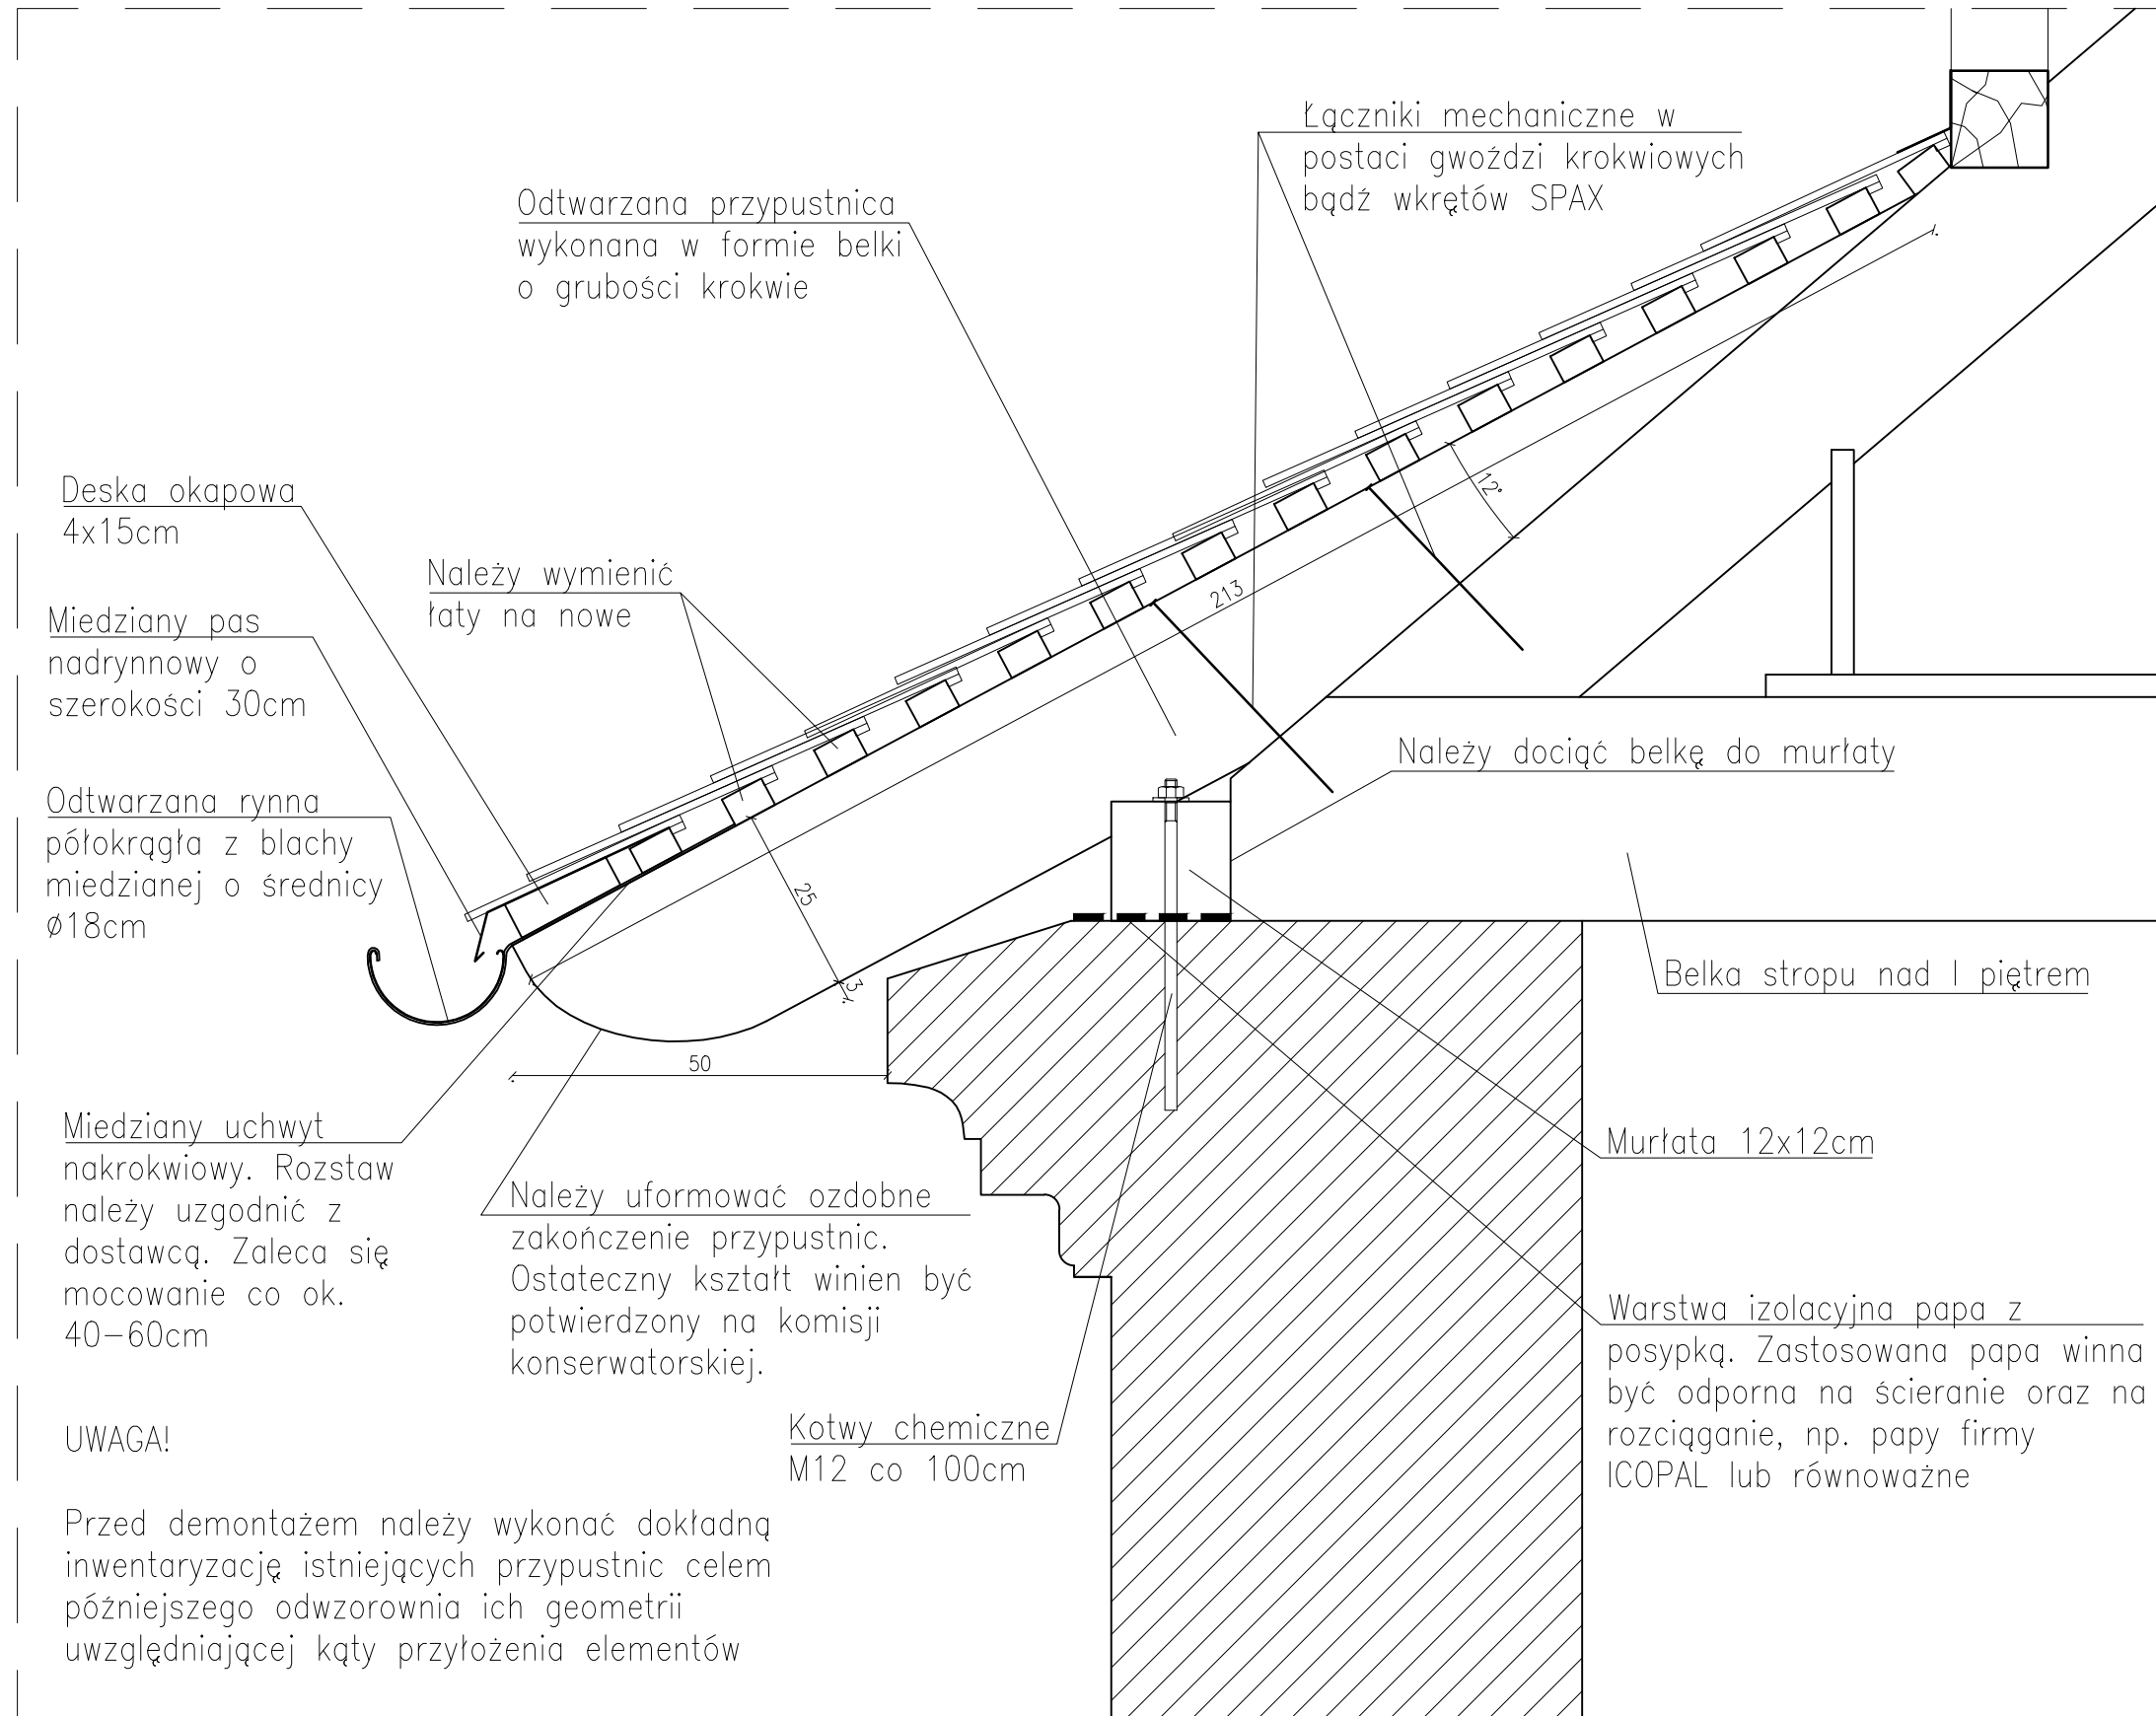 Łączniki mechaniczne w
postaci gwoździ krokwiowych
bądź wkrętów SPAX
Odtwarzana przypustnica
wykonana w formie belki
o grubości krokwie
Deska okapowa
4x15cm
Należy wymienić
łaty na nowe
12°
213
Miedziany pas
nadrynnowy o
szerokości 30cm
Należy dociąć belkę do murłaty
Odtwarzana rynna
półokrągła z blachy
miedzianej o średnicy
ø18cm
25
3
Belka stropu nad I piętrem
50
Miedziany uchwyt
nakrokwiowy. Rozstaw
należy uzgodnić z
dostawcą. Zaleca się
mocowanie co ok.
40-60cm
Należy uformować ozdobne
zakończenie przypustnic.
Ostateczny kształt winien być
potwierdzony na komisji
konserwatorskiej.
Murłata 12x12cm
Warstwa izolacyjna papa z
posypką. Zastosowana papa winna
być odporna na ścieranie oraz na
rozciąganie, np. papy firmy
ICOPAL lub równoważne
Kotwy chemiczne
M12 co 100cm
UWAGA!
Przed demontażem należy wykonać dokładną
inwentaryzację istniejących przypustnic celem
późniejszego odwzorownia ich geometrii
uwzględniającej kąty przyłożenia elementów